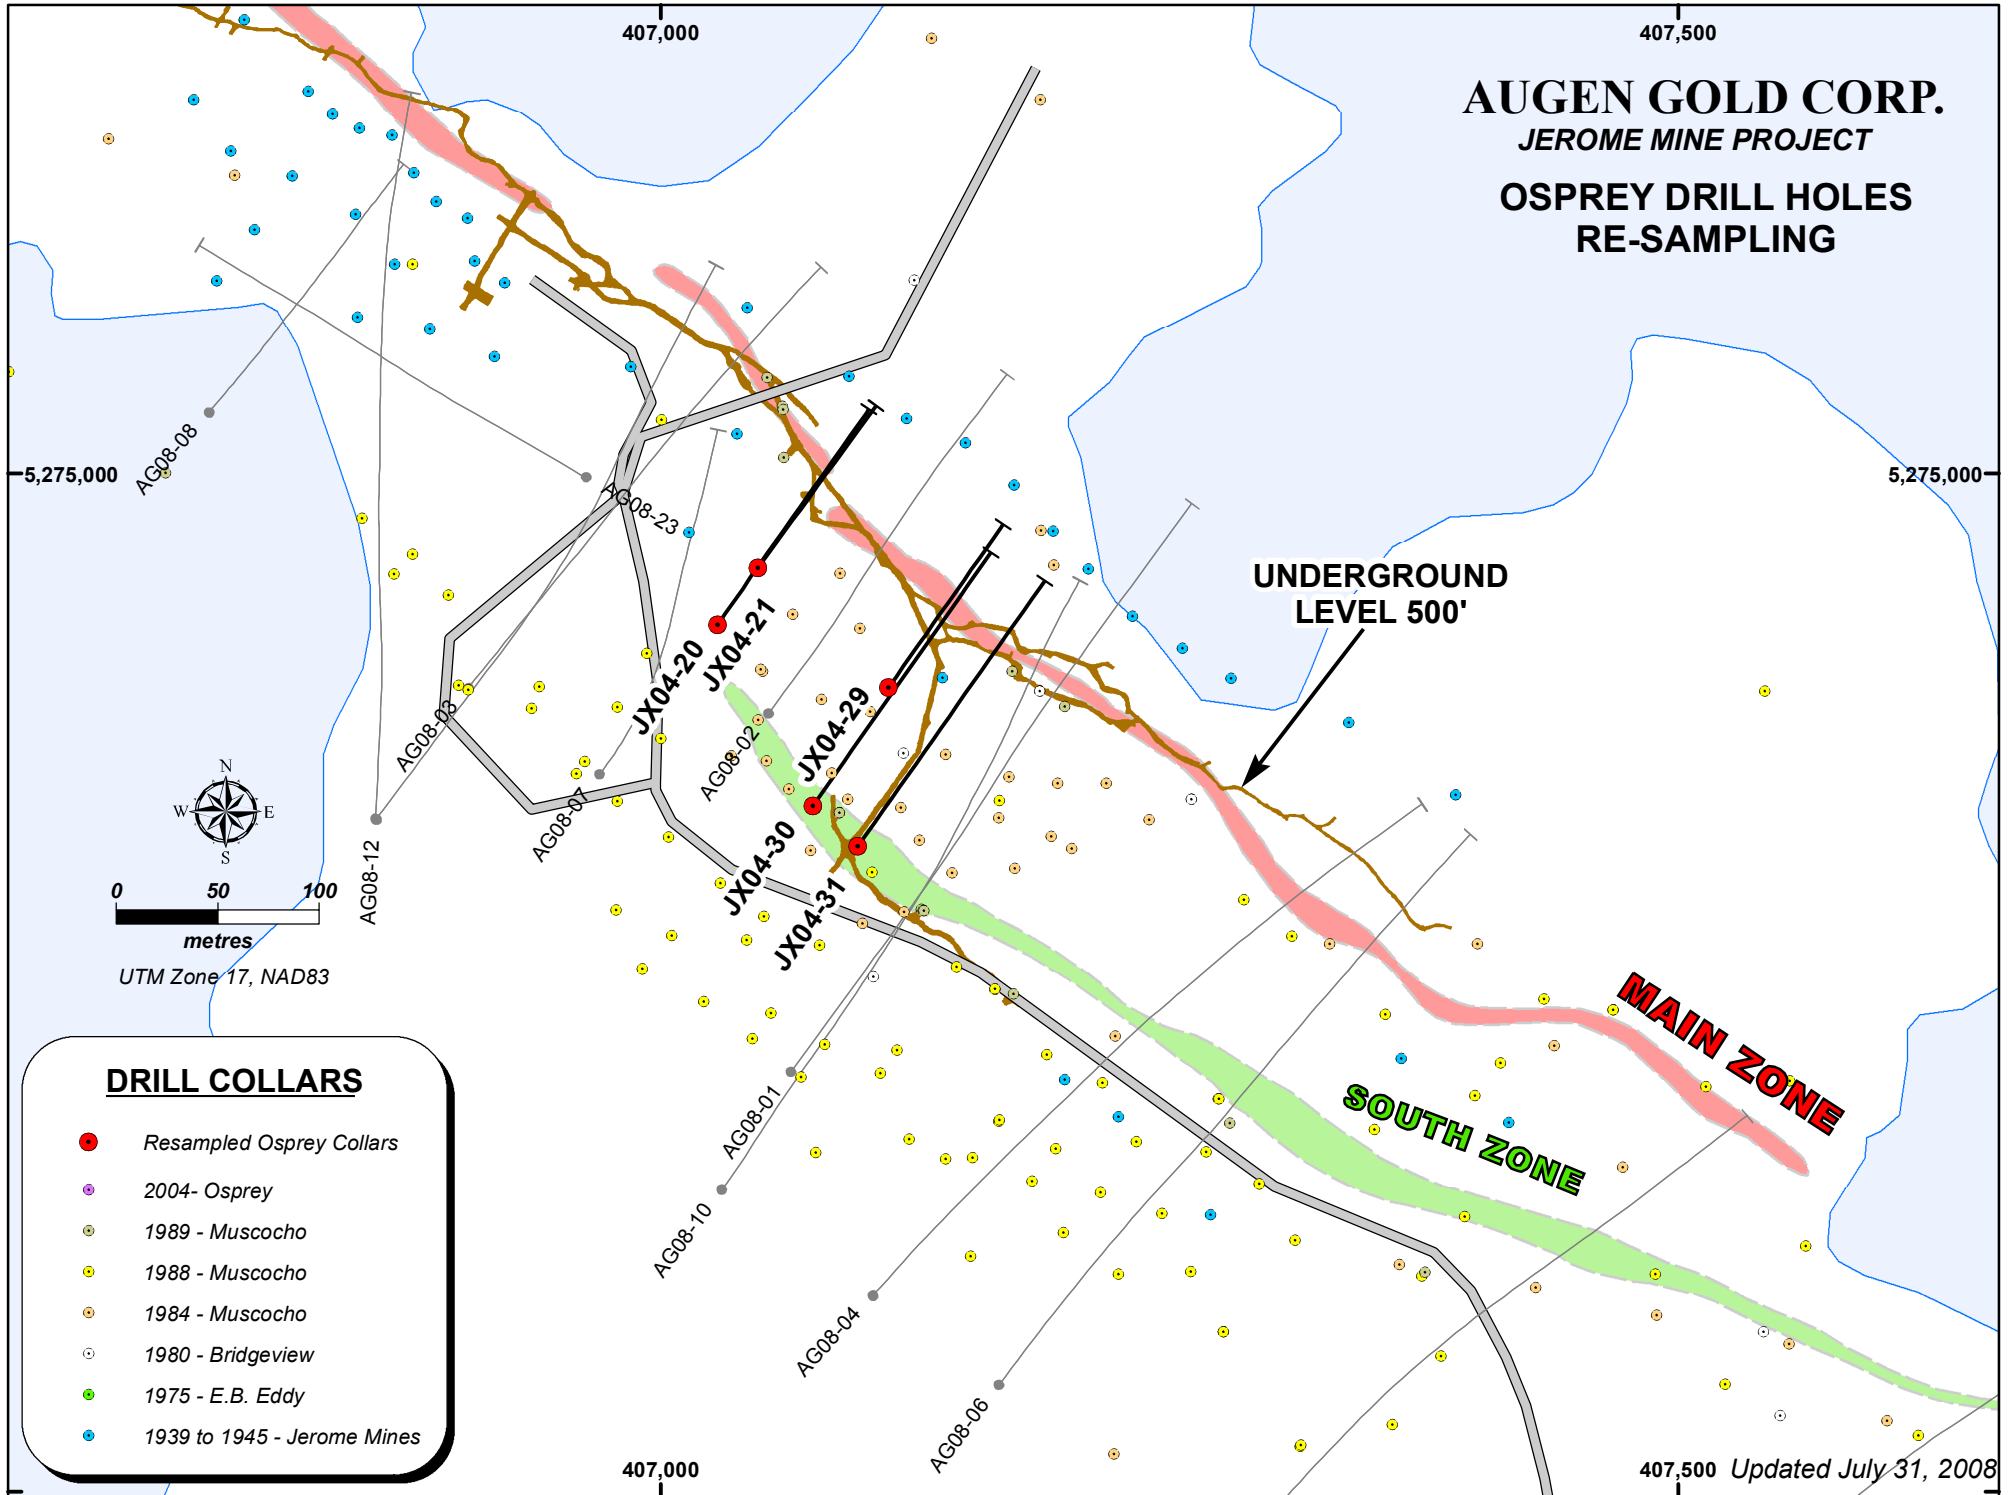 407,000
407,500
AUGEN GOLD CORP.
JEROME MINE PROJECT
OSPREY DRILL HOLES
RE-SAMPLING
5,275,000
5,275,000
AG08-08
AG08-23
UNDERGROUND
LEVEL 500'
JX04-21
JX04-20
JX04-29
AG08-03
AG08-02
AG08-07
JX04-30
JX04-31
AG08-12
N
W
E
S
0
50
100
metres
UTM Zone 17, NAD83
MAIN ZONE
SOUTH ZONE
AG08-01
AG08-10
AG08-04
AG08-06
DRILL COLLARS
Resampled Osprey Collars
2004- Osprey
1989 - Muscocho
1988 - Muscocho
1984 - Muscocho
1980 - Bridgeview
1975 - E.B. Eddy
1939 to 1945 - Jerome Mines
407,000
407,500
Updated July 31, 2008